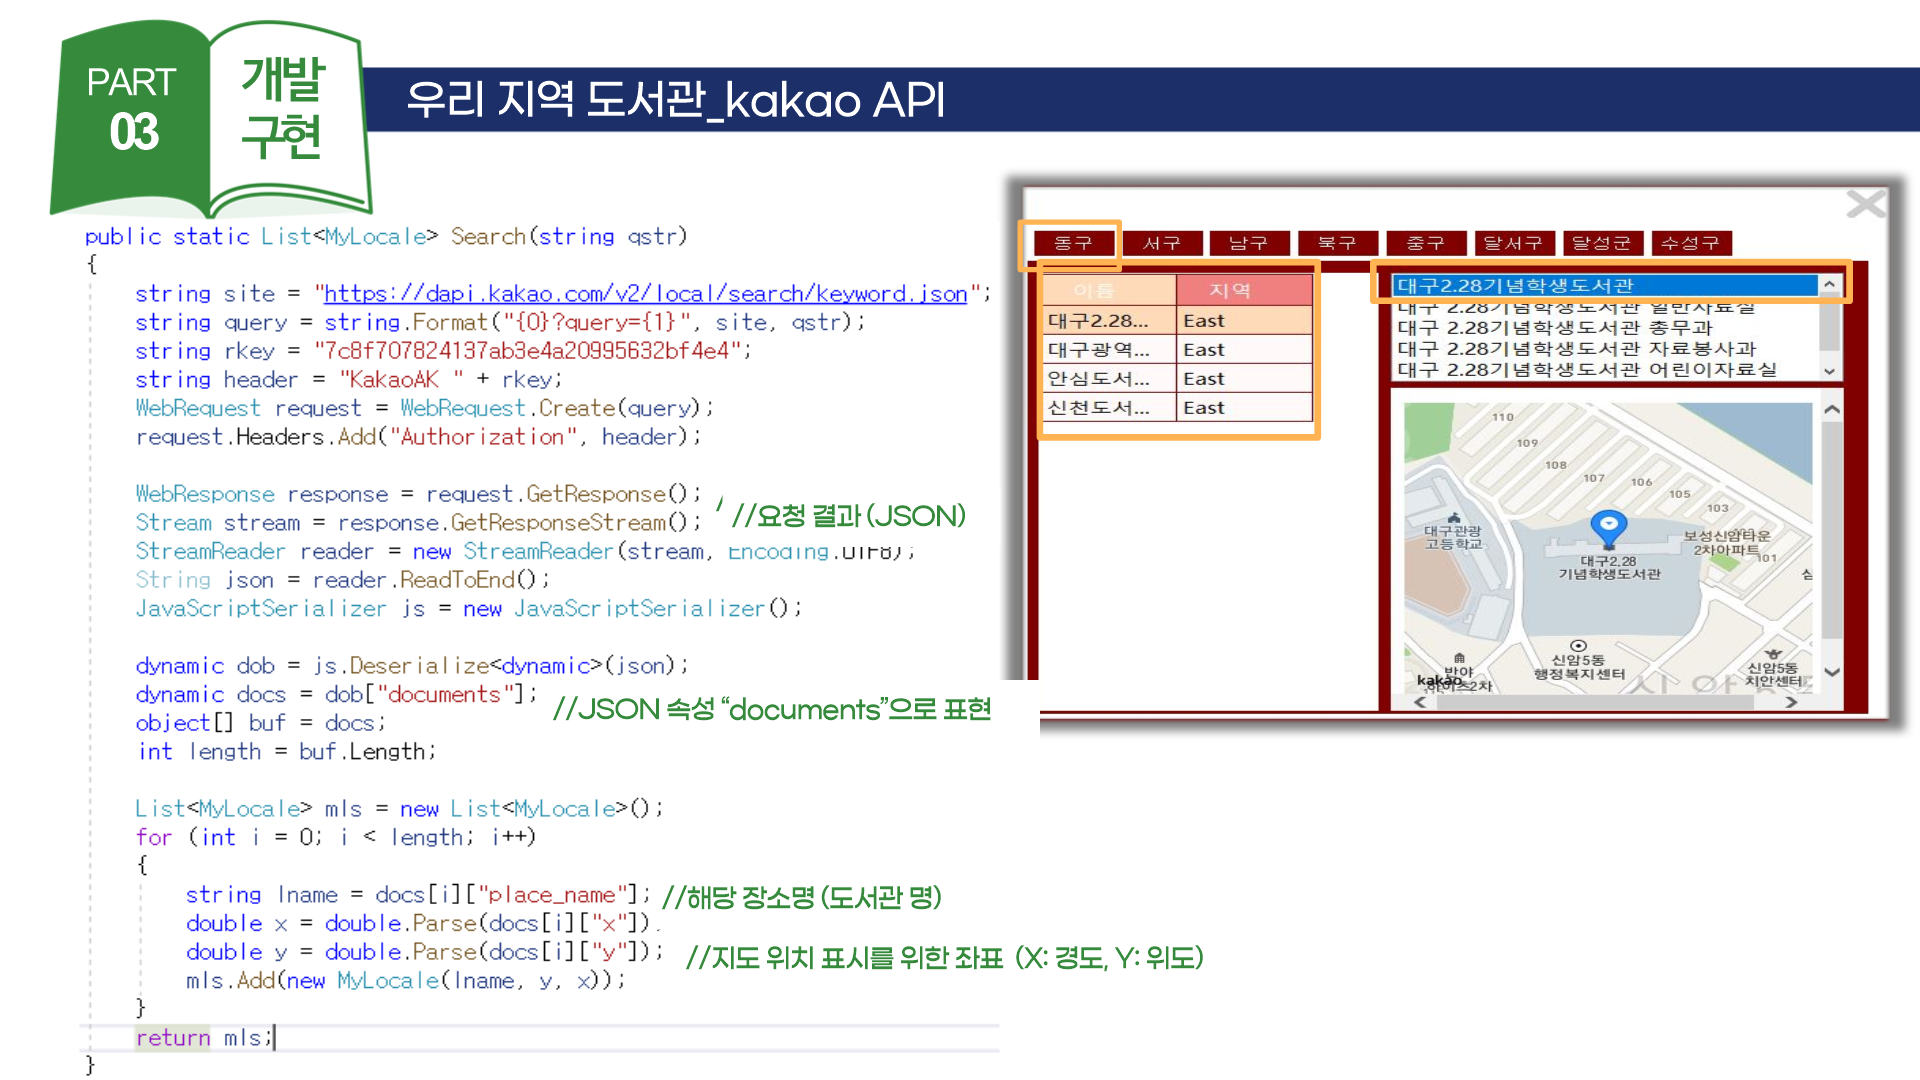 PART
03
개발
구현
우리 지역 도서관_kakao API
public static List<MyLocale> Search(string qstr)
{
string site = "https://dapi.kakao.com/v2/local/search/keyword.json";
string query = string.Format("{0}?query={1}", site, qstr);
string rkey = "7c8f707824137ab3e4a20995632bf4e4";
string header = "KakaoAK " + rkey;
WebRequest request = WebRequest.Create(query);
request.Headers.Add("Authorization", header);
WebResponse response = request.GetResponse();
Stream stream = response.GetResponseStream(); //요청 결과 (JSON)
StreamReader reader = new StreamReader(stream, Encoding.UTF8);
String json = reader.ReadToEnd();
JavaScriptSerializer js = new JavaScriptSerializer();
dynamic dob = js.Deserialize<dynamic>(json);
dynamic docs = dob["documents"]; //JSON 속성 “documents”으로 표현
object[] buf = docs;
int length = buf.Length;
List<MyLocale> mls = new List<MyLocale>();
for (int i = 0; i < length; i++)
{
string lname = docs[i]["place_name"]; //해당 장소명 (도서관 명)
double x = double.Parse(docs[i]["x"])
double y = double.Parse(docs[i]["y"]); //지도 위치 표시를 위한 좌표 (X: 경도, Y: 위도)
mls.Add(new MyLocale(lname, y, x));
}
return mls;
}
동구 서구 남구 북구 중구 달서구 달성군 수성구
이름 지역
대구2.28... East
대구광역... East
안심도서... East
신천도서... East
대구2.28기념학생도서관
대구 2.28기념학생도서관 일반자료실
대구 2.28기념학생도서관 총무과
대구 2.28기념학생도서관 자료봉사과
대구 2.28기념학생도서관 어린이자료실
110
109
108
107
106
105
103
101
대구관광
고등학교
보성신암타운
2차아파트
대구2.28
기념학생도서관
신암5동
행정복지센터
신암5동
치안센터
반야
kakao